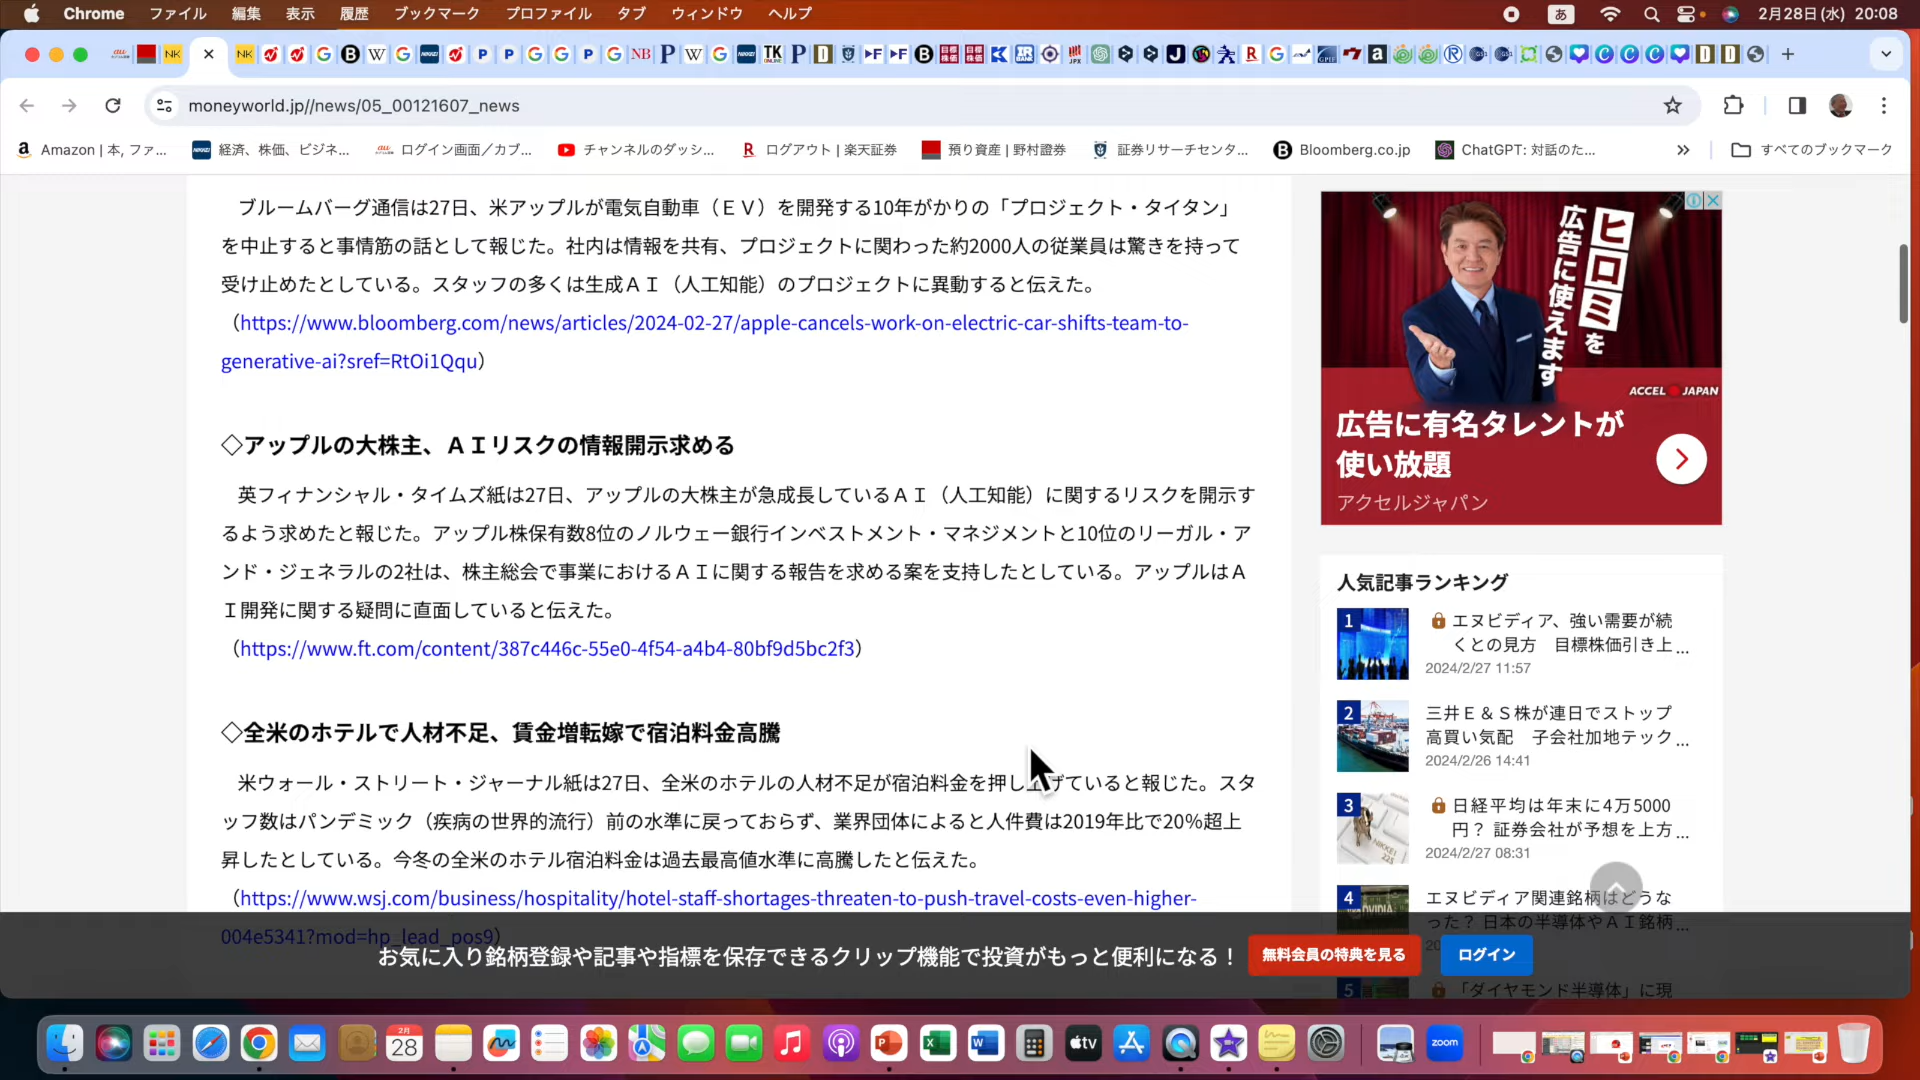 Chrome ファイル 編集 表示 履歴 ブックマーク プロファイル タブ ウィンドウ ヘルプ
あ 2月28日(水) 20:08
moneyworld.jp//news/05_00121607_news
Amazon | 本, ファ... 経済、株価、ビジネ... ログイン画面／カブ... チャンネルのダッシ... ログアウト | 楽天証券 預り資産 | 野村證券 証券リサーチセンタ... Bloomberg.co.jp ChatGPT: 対話のた... » すべてのブックマーク
ブルームバーグ通信は27日、米アップルが電気自動車（ＥＶ）を開発する10年がかりの「プロジェクト・タイタン」
を中止すると事情筋の話として報じた。社内は情報を共有、プロジェクトに関わった約2000人の従業員は驚きを持って
受け止めたとしている。スタッフの多くは生成ＡＩ（人工知能）のプロジェクトに異動すると伝えた。
（https://www.bloomberg.com/news/articles/2024-02-27/apple-cancels-work-on-electric-car-shifts-team-to-
generative-ai?sref=RtOi1Qqu）
◇アップルの大株主、ＡＩリスクの情報開示求める
英フィナンシャル・タイムズ紙は27日、アップルの大株主が急成長しているＡＩ（人工知能）に関するリスクを開示す
るよう求めたと報じた。アップル株保有数8位のノルウェー銀行インベストメント・マネジメントと10位のリーガル・ア
ンド・ジェネラルの2社は、株主総会で事業におけるＡＩに関する報告を求める案を支持したとしている。アップルはＡ
Ｉ開発に関する疑問に直面していると伝えた。
（https://www.ft.com/content/387c446c-55e0-4f54-a4b4-80bf9d5bc2f3）
◇全米のホテルで人材不足、賃金増転嫁で宿泊料金高騰
米ウォール・ストリート・ジャーナル紙は27日、全米のホテルの人材不足が宿泊料金を押し上げていると報じた。スタ
ッフ数はパンデミック（疾病の世界的流行）前の水準に戻っておらず、業界団体によると人件費は2019年比で20%超上
昇したとしている。今冬の全米のホテル宿泊料金は過去最高値水準に高騰したと伝えた。
（https://www.wsj.com/business/hospitality/hotel-staff-shortages-threaten-to-push-travel-costs-even-higher-
004e5341?mod=hp_lead_pos9）
ヒロミを
広告に使えます
ACCEL JAPAN
広告に有名タレントが
使い放題
アクセルジャパン
人気記事ランキング
1 エヌビディア、強い需要が続
くとの見方 目標株価引き上...
2024/2/27 11:57
2 三井Ｅ＆Ｓ株が連日でストップ
高買い気配 子会社加地テック...
2024/2/26 14:41
3 日経平均は年末に4万5000
円？ 証券会社が予想を上方...
2024/2/27 08:31
4 エヌビディア関連銘柄はどうな
った？ 日本の半導体やＡＩ銘柄...
5 「ダイヤモンド半導体」に現
お気に入り銘柄登録や記事や指標を保存できるクリップ機能で投資がもっと便利になる！ 無料会員の特典を見る ログイン
2月
28
tv
zoom